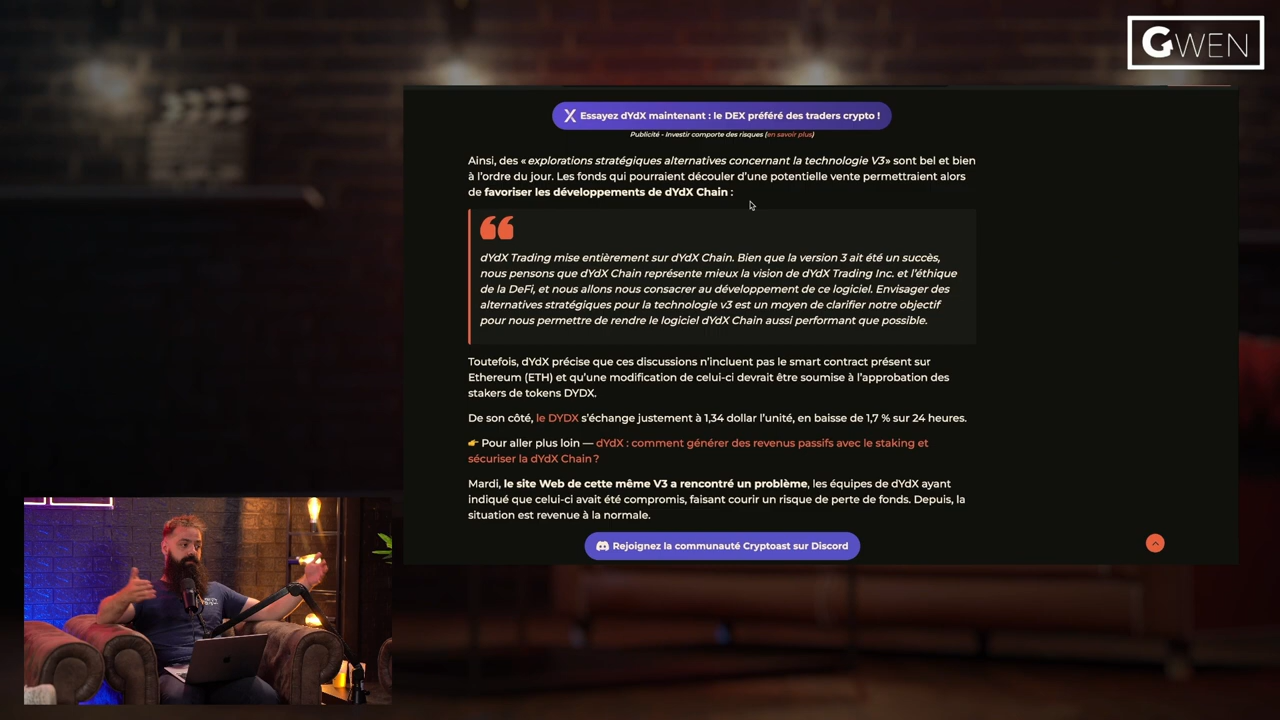 GWEN
Essayez dYdX maintenant : le DEX préféré des traders crypto !
Publicité - Investir comporte des risques (en savoir plus)
Ainsi, des « explorations stratégiques alternatives concernant la technologie V3» sont bel et bien
à l'ordre du jour. Les fonds qui pourraient découler d'une potentielle vente permettraient alors
de favoriser les développements de dYdX Chain :
dYdX Trading mise entièrement sur dYdX Chain. Bien que la version 3 ait été un succès,
nous pensons que dYdX Chain représente mieux la vision de dYdX Trading Inc. et l'éthique
de la DeFi, et nous allons nous consacrer au développement de ce logiciel. Envisager des
alternatives stratégiques pour la technologie v3 est un moyen de clarifier notre objectif
pour nous permettre de rendre le logiciel dYdX Chain aussi performant que possible.
Toutefois, dYdX précise que ces discussions n'incluent pas le smart contract présent sur
Ethereum (ETH) et qu'une modification de celui-ci devrait être soumise à l'approbation des
stakers de tokens DYDX.
De son côté, le DYDX s'échange justement à 1,34 dollar l'unité, en baisse de 1,7 % sur 24 heures.
👉 Pour aller plus loin — dYdX : comment générer des revenus passifs avec le staking et
sécuriser la dYdX Chain ?
Mardi, le site Web de cette même V3 a rencontré un problème, les équipes de dYdX ayant
indiqué que celui-ci avait été compromis, faisant courir un risque de perte de fonds. Depuis, la
situation est revenue à la normale.
Rejoignez la communauté Cryptoast sur Discord